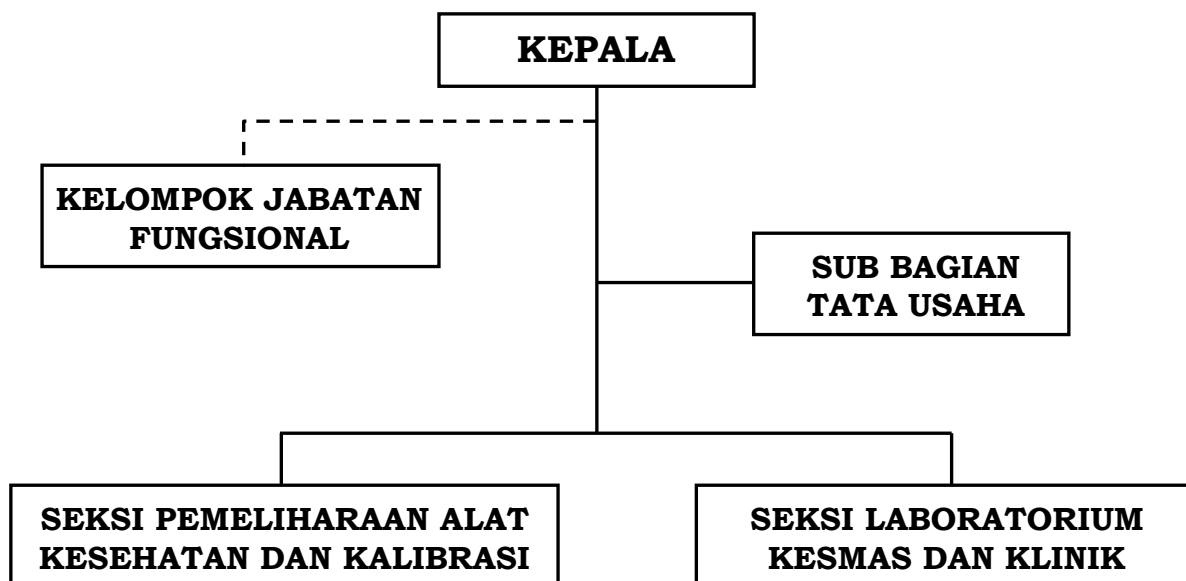 KEPALA
KELOMPOK JABATAN
FUNGSIONAL
SUB BAGIAN
TATA USAHA
SEKSI PEMELIHARAAN ALAT
KESEHATAN DAN KALIBRASI
SEKSI LABORATORIUM
KESMAS DAN KLINIK